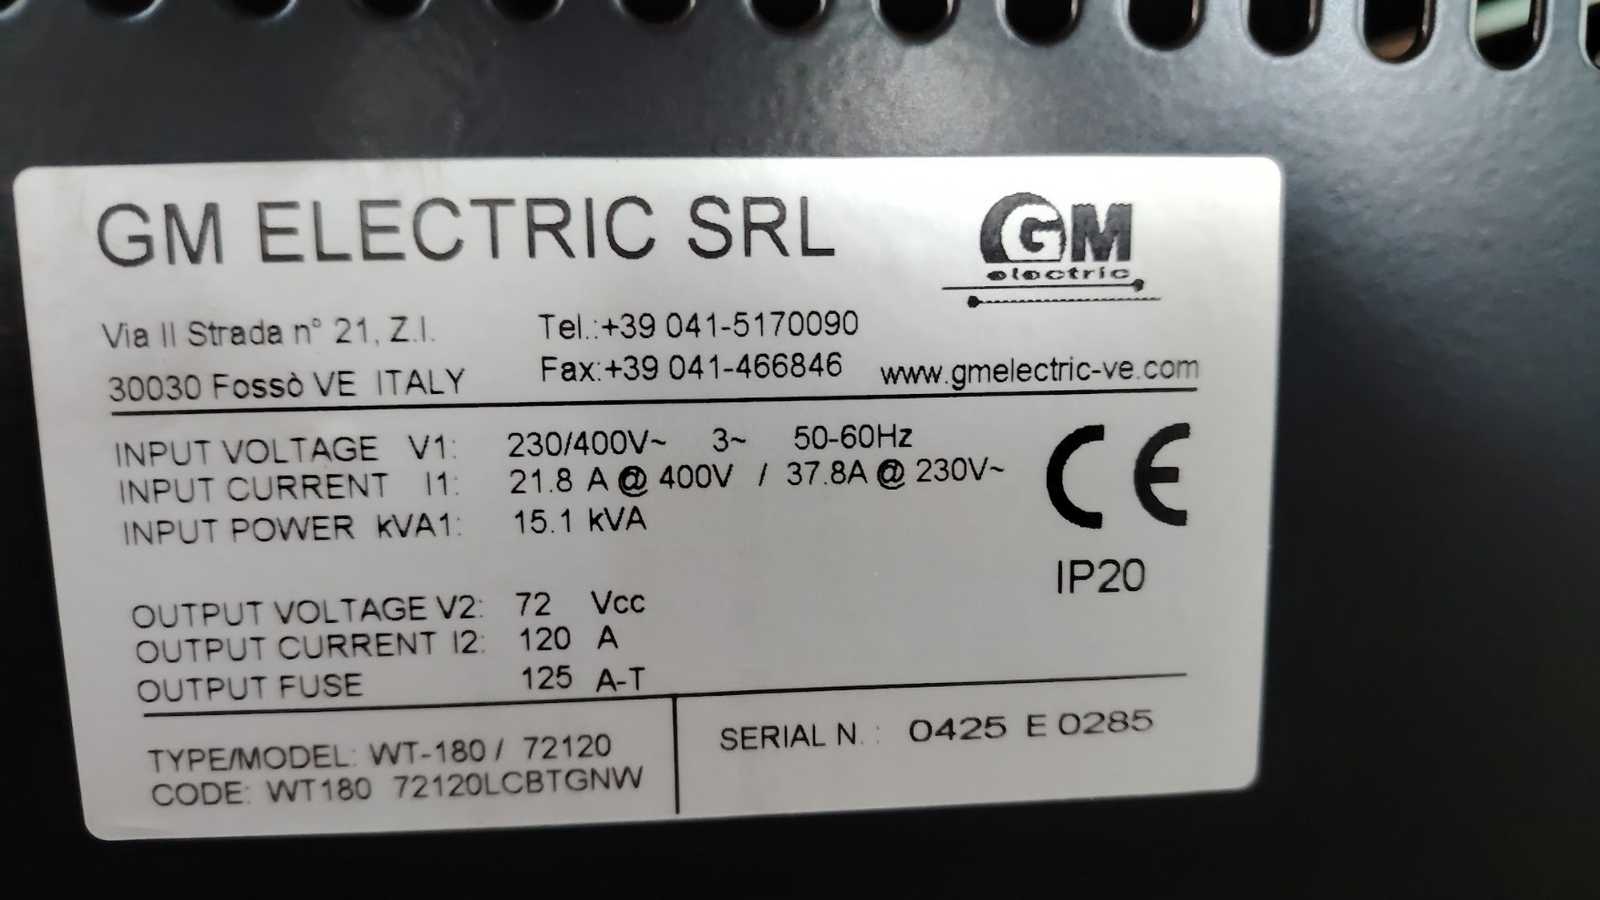 GM ELECTRIC SRL
GM
electric
Via II Strada n° 21, Z.I.
30030 Fossò VE ITALY
Tel.:+39 041-5170090
Fax:+39 041-466846
www.gmelectric-ve.com
INPUT VOLTAGE V1: 230/400V~ 3~ 50-60Hz
INPUT CURRENT I1: 21.8 A @ 400V / 37.8A @ 230V~
INPUT POWER kVA1: 15.1 kVA
CE
IP20
OUTPUT VOLTAGE V2: 72 Vcc
OUTPUT CURRENT I2: 120 A
OUTPUT FUSE 125 A-T
TYPE/MODEL: WT-180 / 72120
CODE: WT180 72120LCBTGNW
SERIAL N. : 0425 E 0285